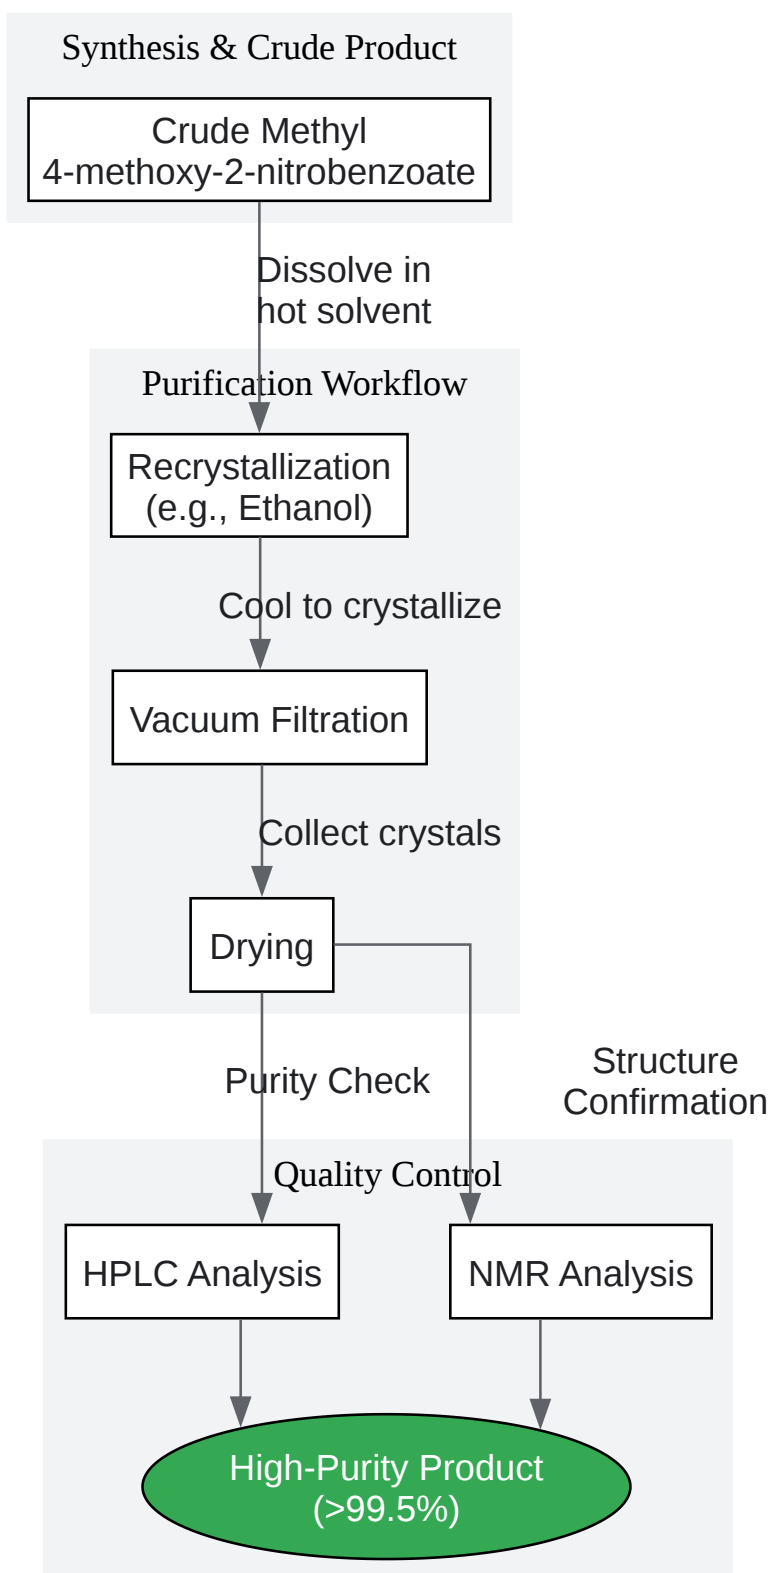 Synthesis & Crude Product
Crude Methyl
4-methoxy-2-nitrobenzoate
Dissolve in
hot solvent
Purification Workflow
Recrystallization
(e.g., Ethanol)
Cool to crystallize
Vacuum Filtration
Collect crystals
Drying
Purity Check
Structure
Confirmation
Quality Control
HPLC Analysis
NMR Analysis
High-Purity Product
(>99.5%)